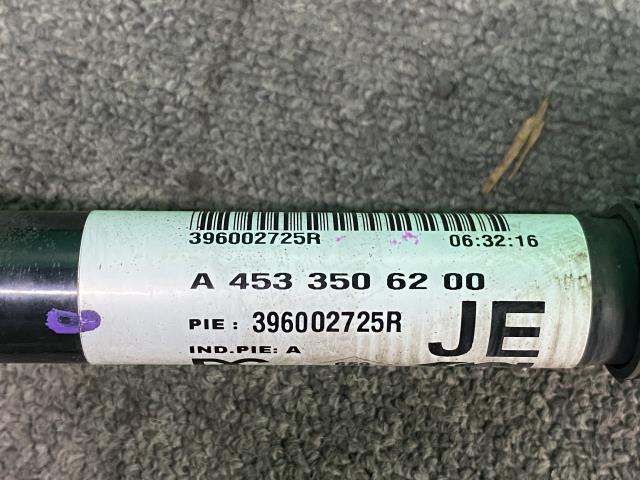 396002725R 06:32:16
A 453 350 62 00
PIE : 396002725R
JE
IND.PIE: A